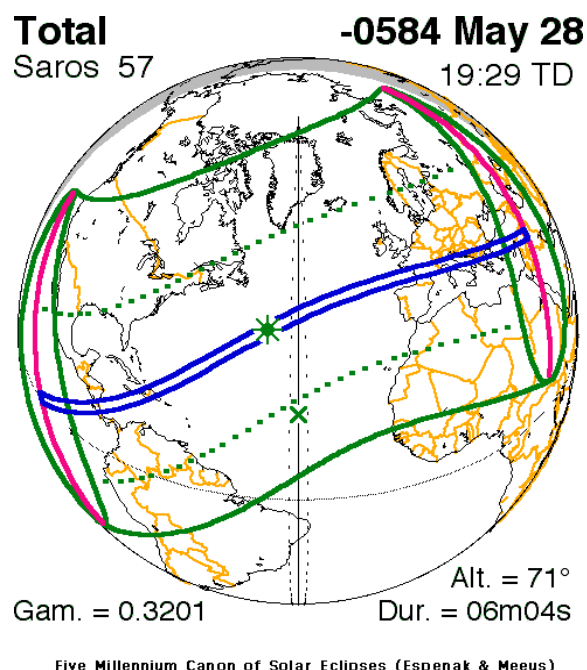 Total
-0584 May 28
Saros 57
19:29 TD
Alt. = 71°
Gam. = 0.3201
Dur. = 06m04s
Five Millennium Canon of Solar Eclipses (Espenak & Meeus)